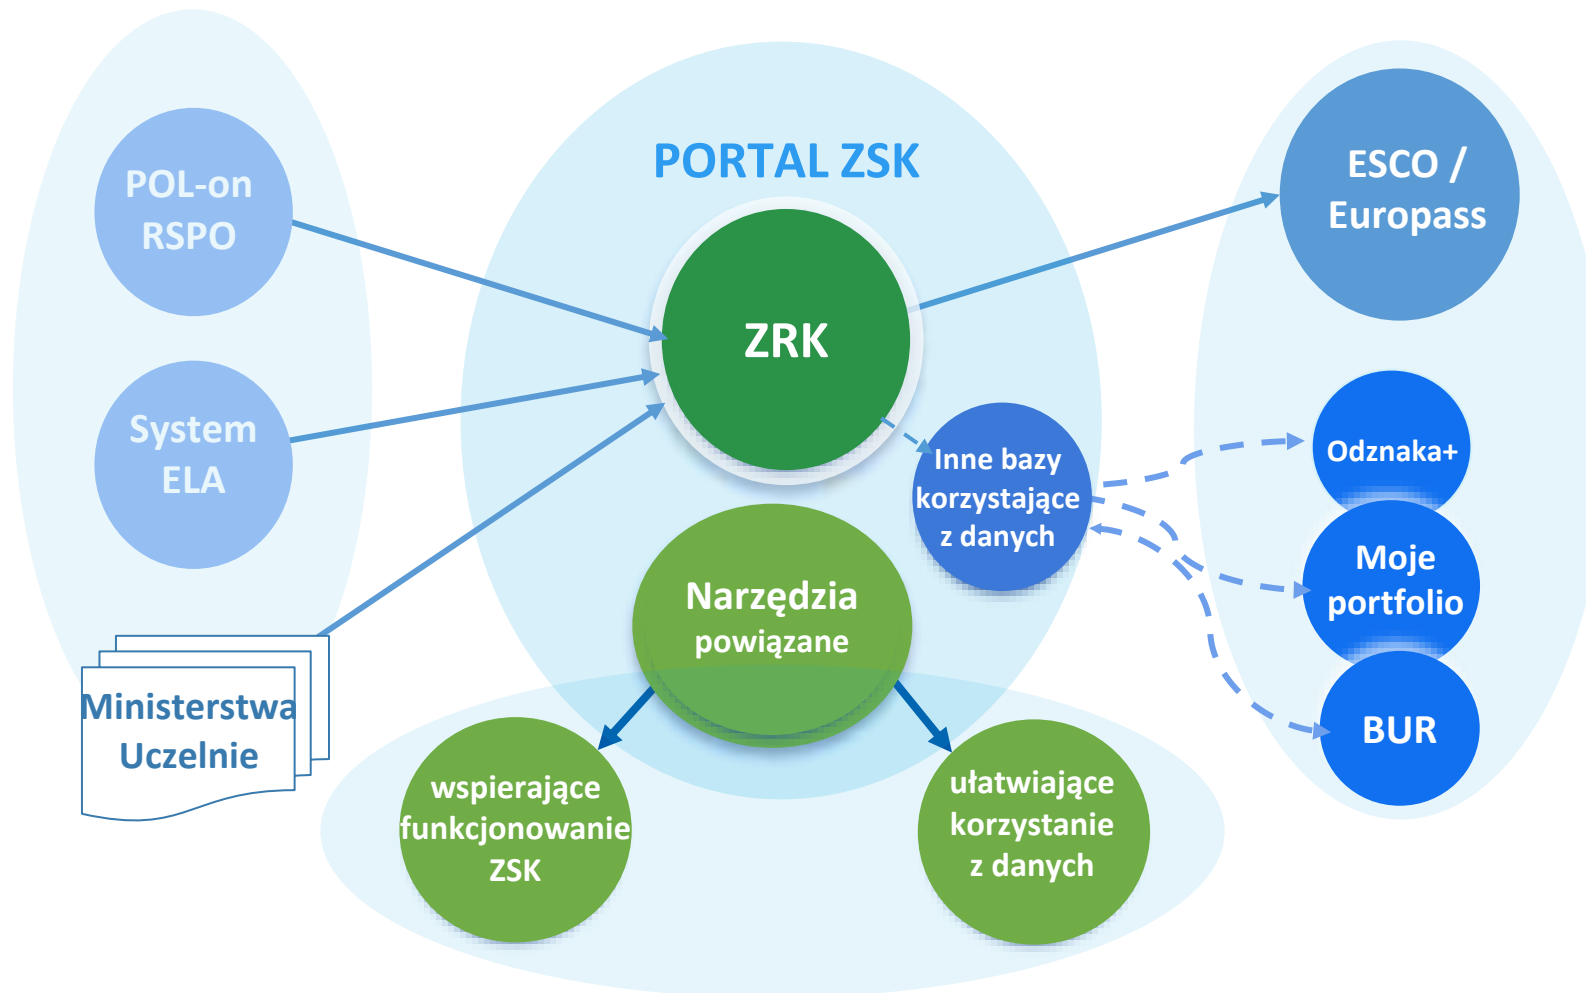 PORTAL ZSK
POL-on
RSPO
System
ELA
Ministerstwa
Uczelnie
ZRK
Inne bazy
korzystające
z danych
Narzędzia
powiązane
wspierające
funkcjonowanie
ZSK
ułatwiające
korzystanie
z danych
ESCO /
Europass
Odznaka+
Moje
portfolio
BUR